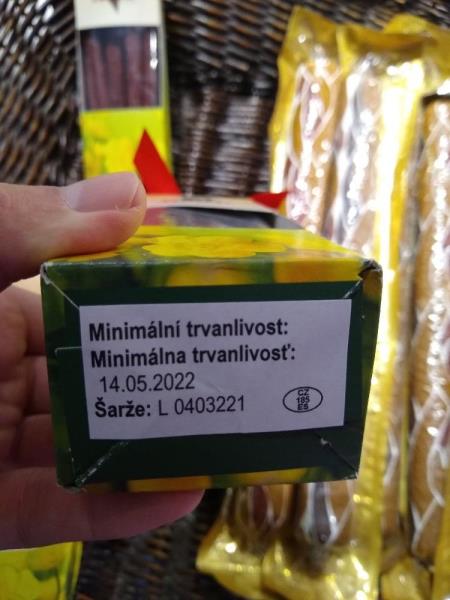 Minimální trvanlivost:
Minimálna trvanlivosť:
14.05.2022
Šarže: L 0403221
CZ
185
ES